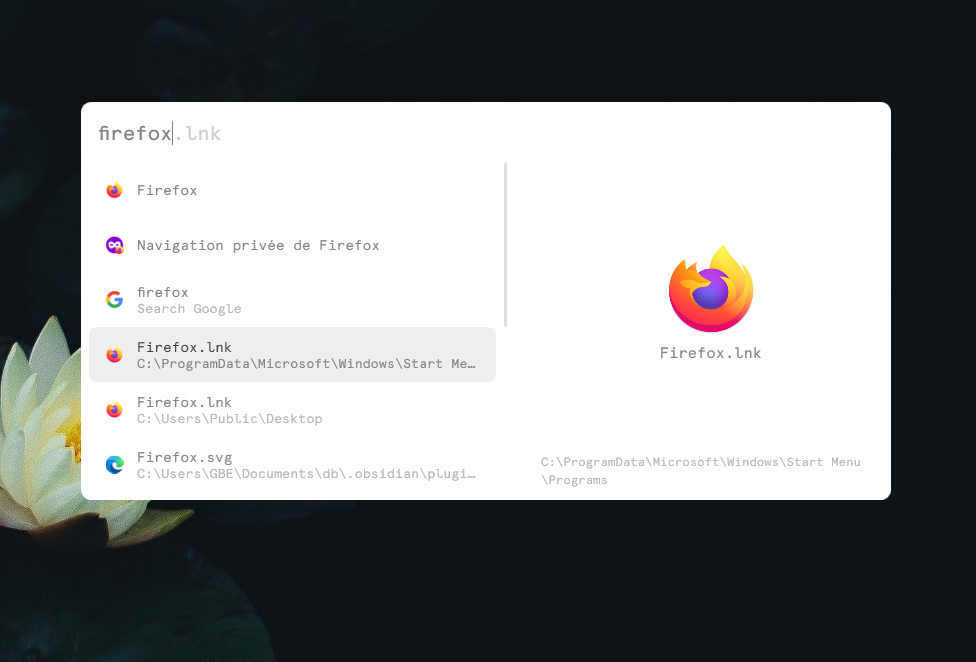 firefox.lnk
Firefox
Navigation privée de Firefox
firefox
Search Google
Firefox.lnk
C:\ProgramData\Microsoft\Windows\Start Me…
Firefox.lnk
C:\Users\Public\Desktop
Firefox.svg
C:\Users\GBE\Documents\db\.obsidian\plugi…
Firefox.lnk
C:\ProgramData\Microsoft\Windows\Start Menu
\Programs